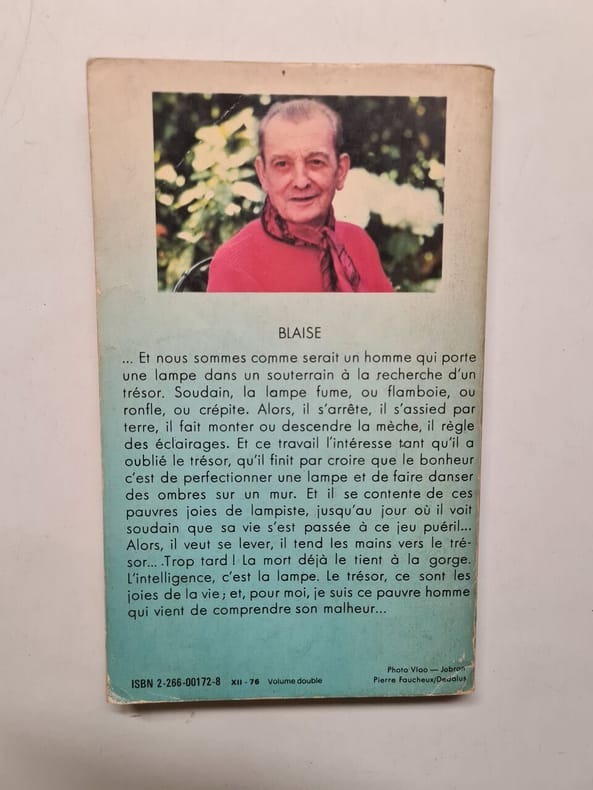 BLAISE
... Et nous sommes comme serait un homme qui porte
une lampe dans un souterrain à la recherche d'un
trésor. Soudain, la lampe fume, ou flamboie, ou
ronfle, ou crépite. Alors, il s'arrête, il s'assied par
terre, il fait monter ou descendre la mèche, il règle
des éclairages. Et ce travail l'intéresse tant qu'il a
oublié le trésor, qu'il finit par croire que le bonheur
c'est de perfectionner une lampe et de faire danser
des ombres sur un mur. Et il se contente de ces
pauvres joies de lampiste, jusqu'au jour où il voit
soudain que sa vie s'est passée à ce jeu puéril...
Alors, il veut se lever, il tend les mains vers le tré-
sor... .Trop tard ! La mort déjà le tient à la gorge.
L'intelligence, c'est la lampe. Le trésor, ce sont les
joies de la vie ; et, pour moi, je suis ce pauvre homme
qui vient de comprendre son malheur...
Photo Vloo — Jobron
ISBN 2-266-00172-8 XII - 76 Volume double
Pierre Faucheux/Dedalus